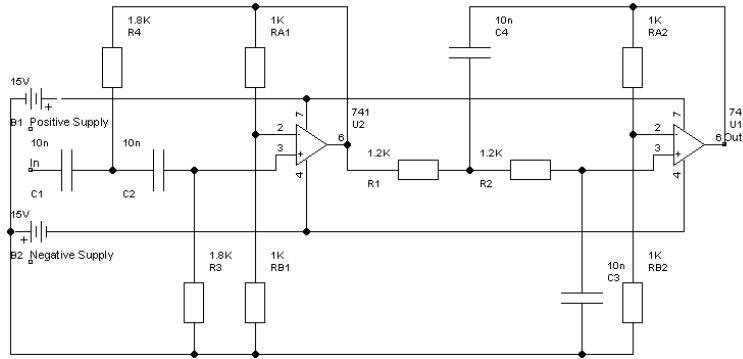 1.8K
R4
1K
RA1
10n
C4
1K
RA2
15V
+
B1 Positive Supply
7
741
U2
2
-
3
+
6
4
7
74
U1
2
-
3
+
6
Out
4
10n
In
C1
10n
C2
1.2K
R1
1.2K
R2
15V
+
B2 Negative Supply
1.8K
R3
1K
RB1
10n
C3
1K
RB2